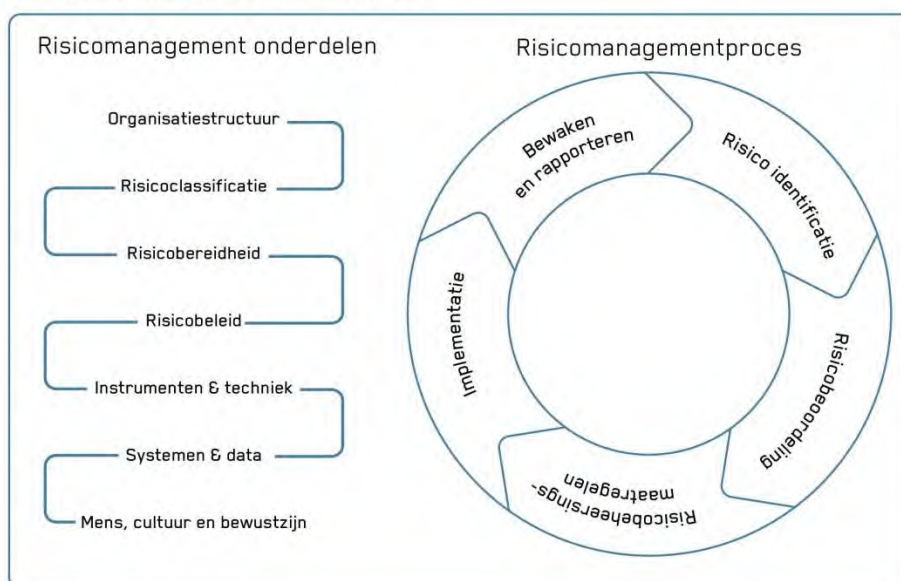 Risicomanagement onderdelen
Organisatiestructuur
Risicoclassificatie
Risicobereidheid
Risicobeleid
Instrumenten & techniek
Systemen & data
Mens, cultuur en bewustzijn
Risicomanagementproces
Risico identificatie
Risicobeoordeling
Risicobeheersings-
maatregelen
Implementatie
Bewaken
en rapporteren